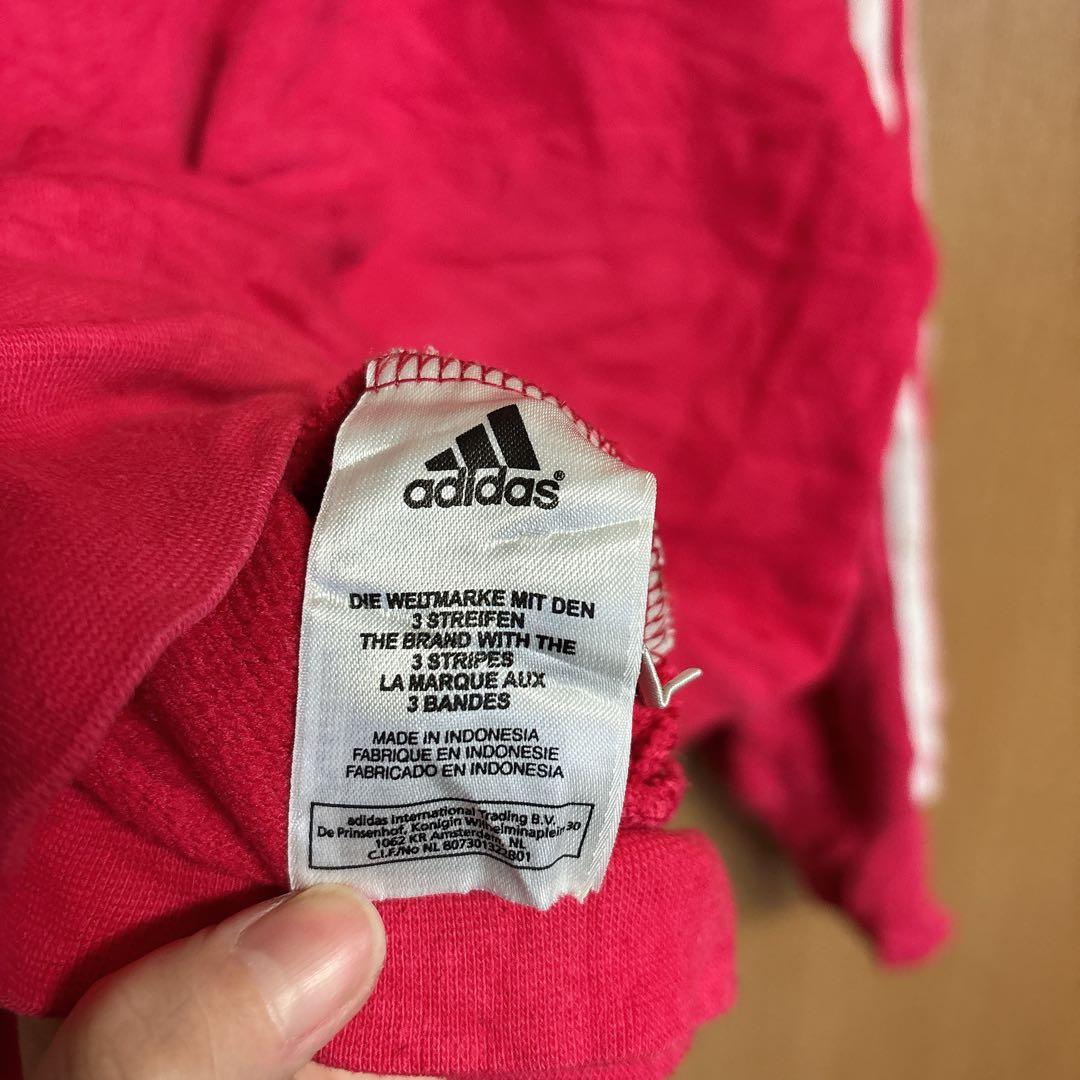 adidas®
DIE WELTMARKE MIT DEN
3 STREIFEN
THE BRAND WITH THE
3 STRIPES
LA MARQUE AUX
3 BANDES
MADE IN INDONESIA
FABRIQUE EN INDONESIE
FABRICADO EN INDONESIA
adidas International Trading B.V.
De Prinsenhof, Konigin Wilhelminaplein 30
1062 KR Amsterdam, NL
C.I.F/No NL